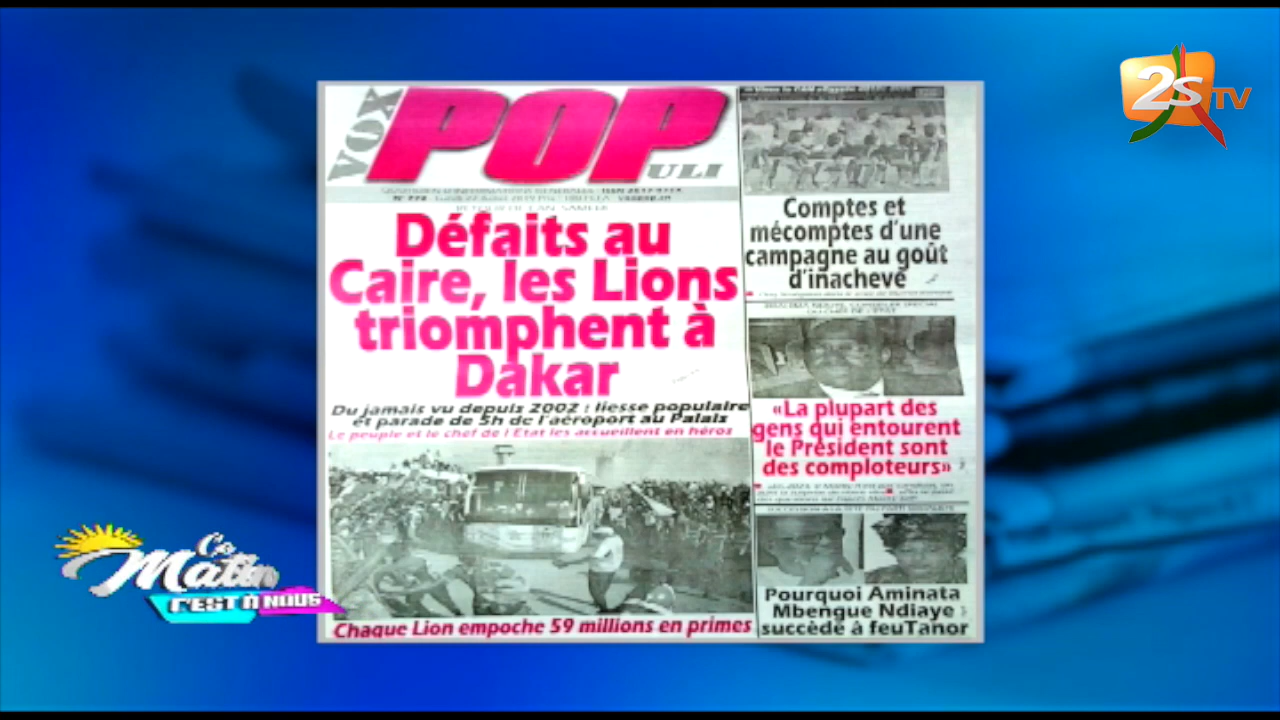 2STV
VOX POPULI
Défaits au
Caire, les Lions
triomphent à
Dakar
Du jamais vu depuis 2002 : liesse populaire
et parade de 5h de l'aéroport au Palais
Le peuple et le chef de l'Etat les accueillent en héros
Chaque Lion empoche 59 millions en primes
Comptes et
mécomptes d'une
campagne au goût
d'inachevé
«La plupart des
gens qui entourent
le Président sont
des comploteurs»
Pourquoi Aminata
Mbengue Ndiaye
succède à feuTanor
Ce
Matin
C'EST À NOUS